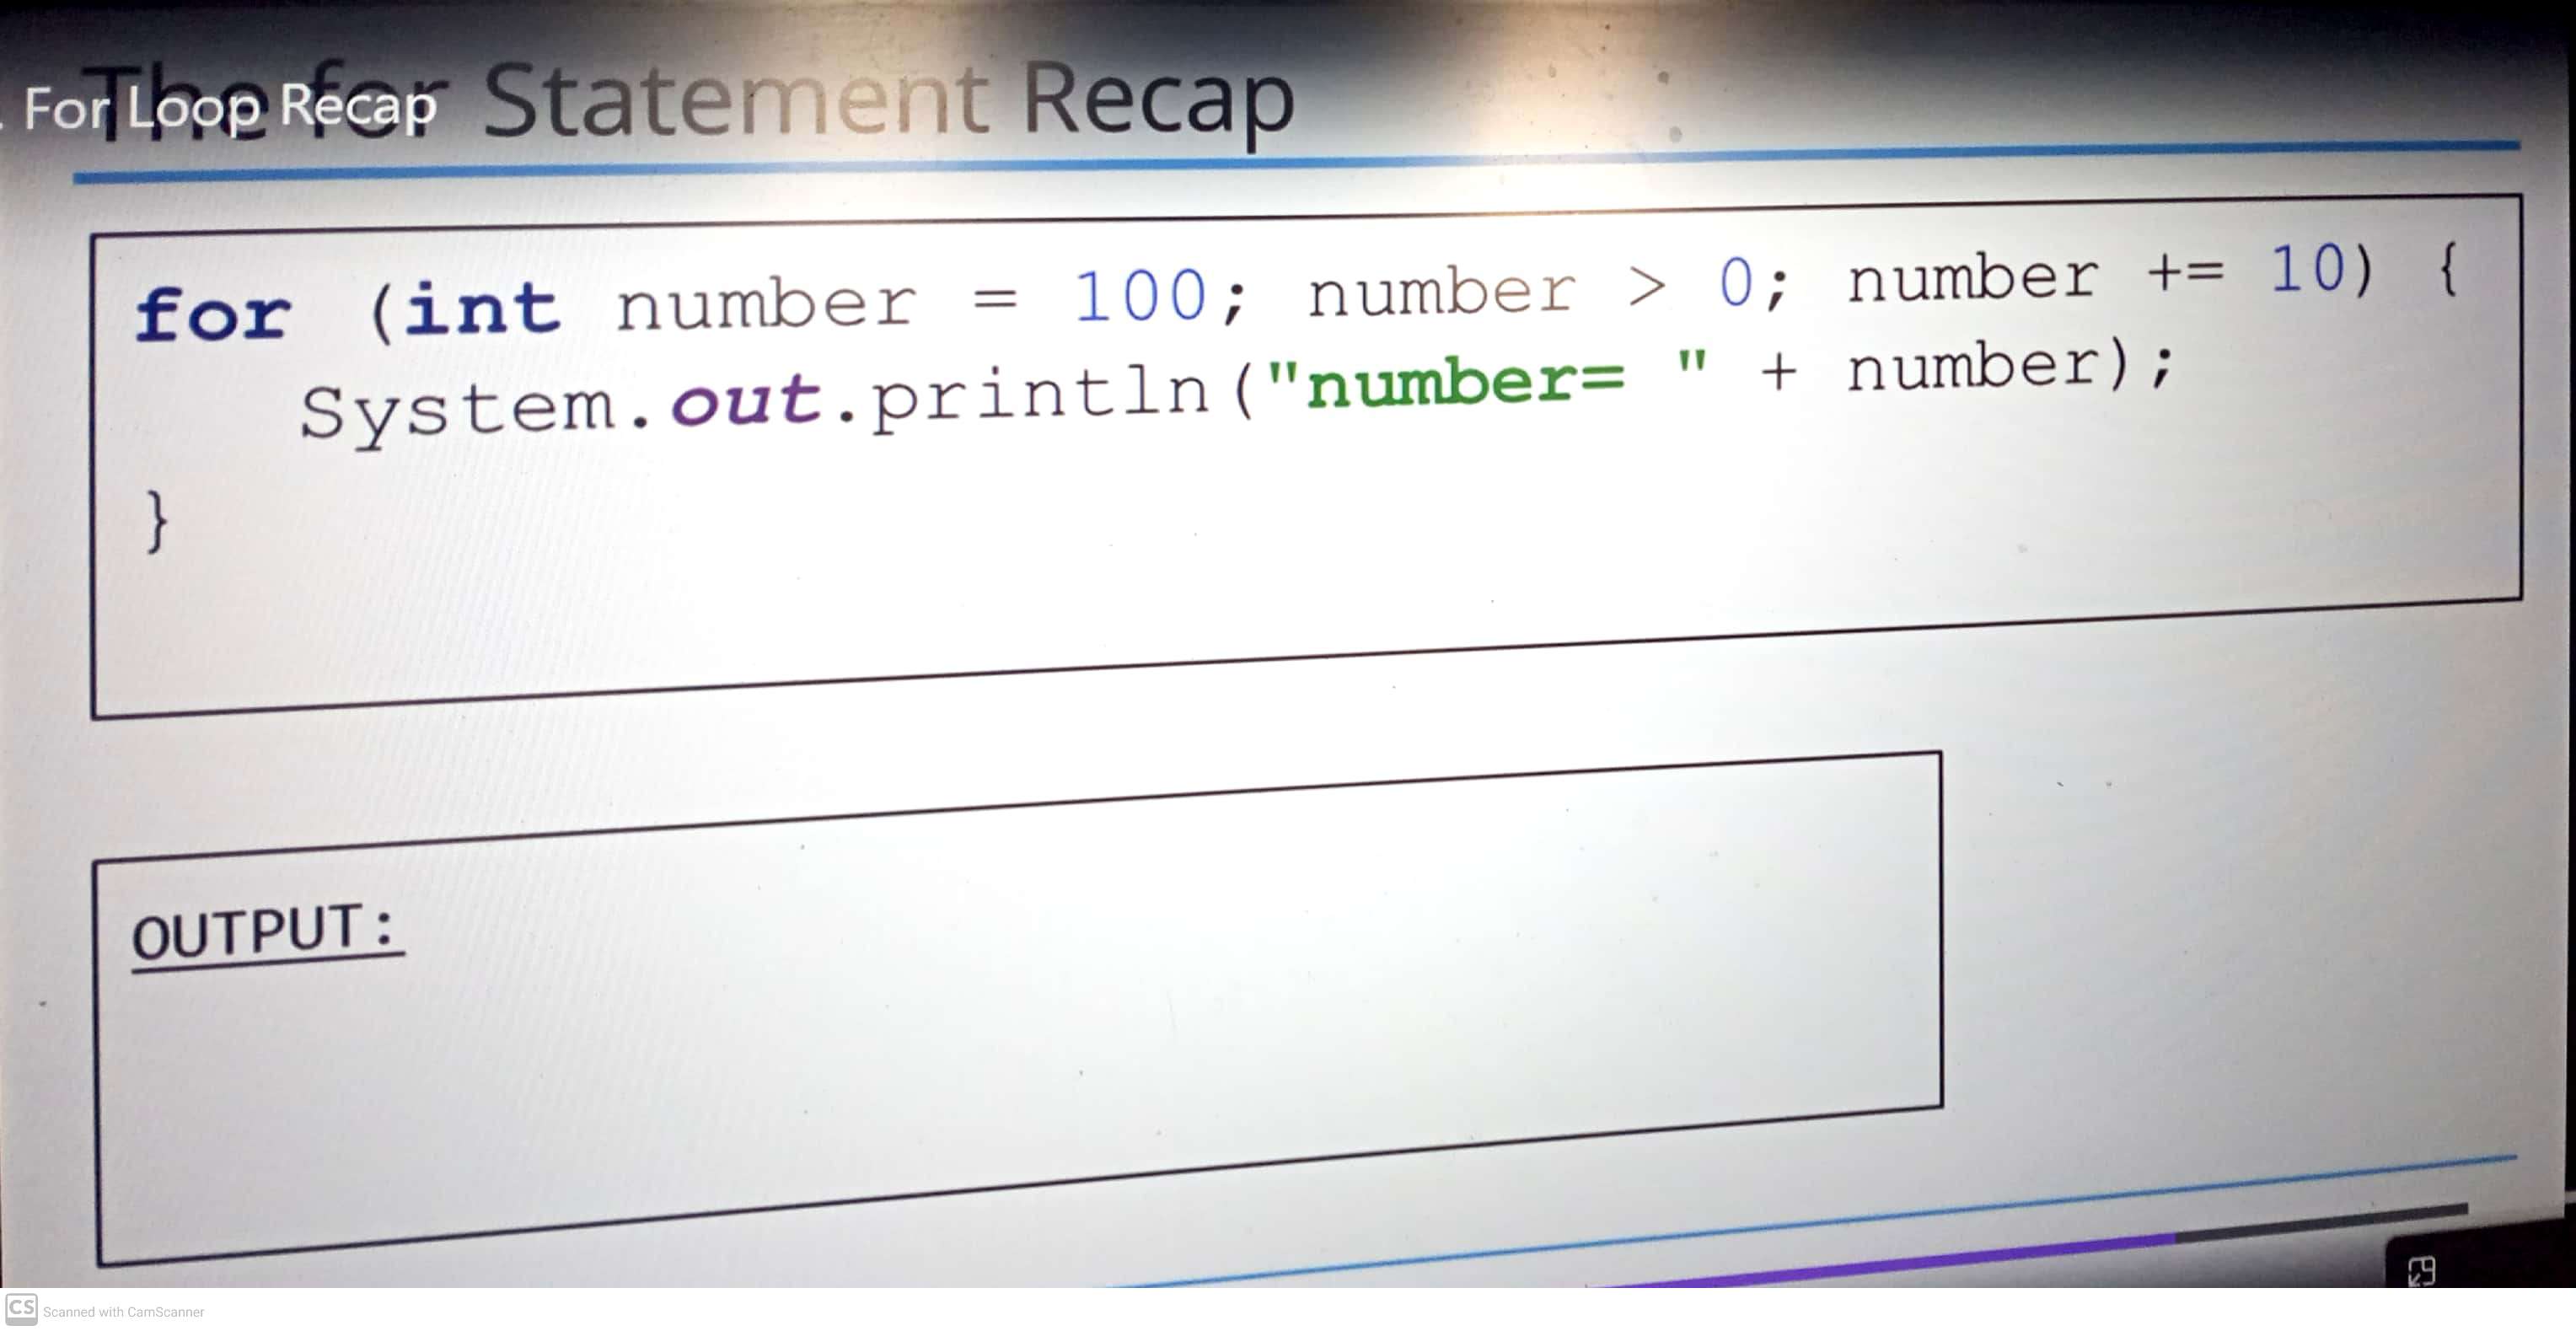 The for Statement Recap
. For Loop Recap
for (int number = 100; number > 0; number += 10) {
System.out.println("number= " + number);
}
OUTPUT:
CS Scanned with CamScanner